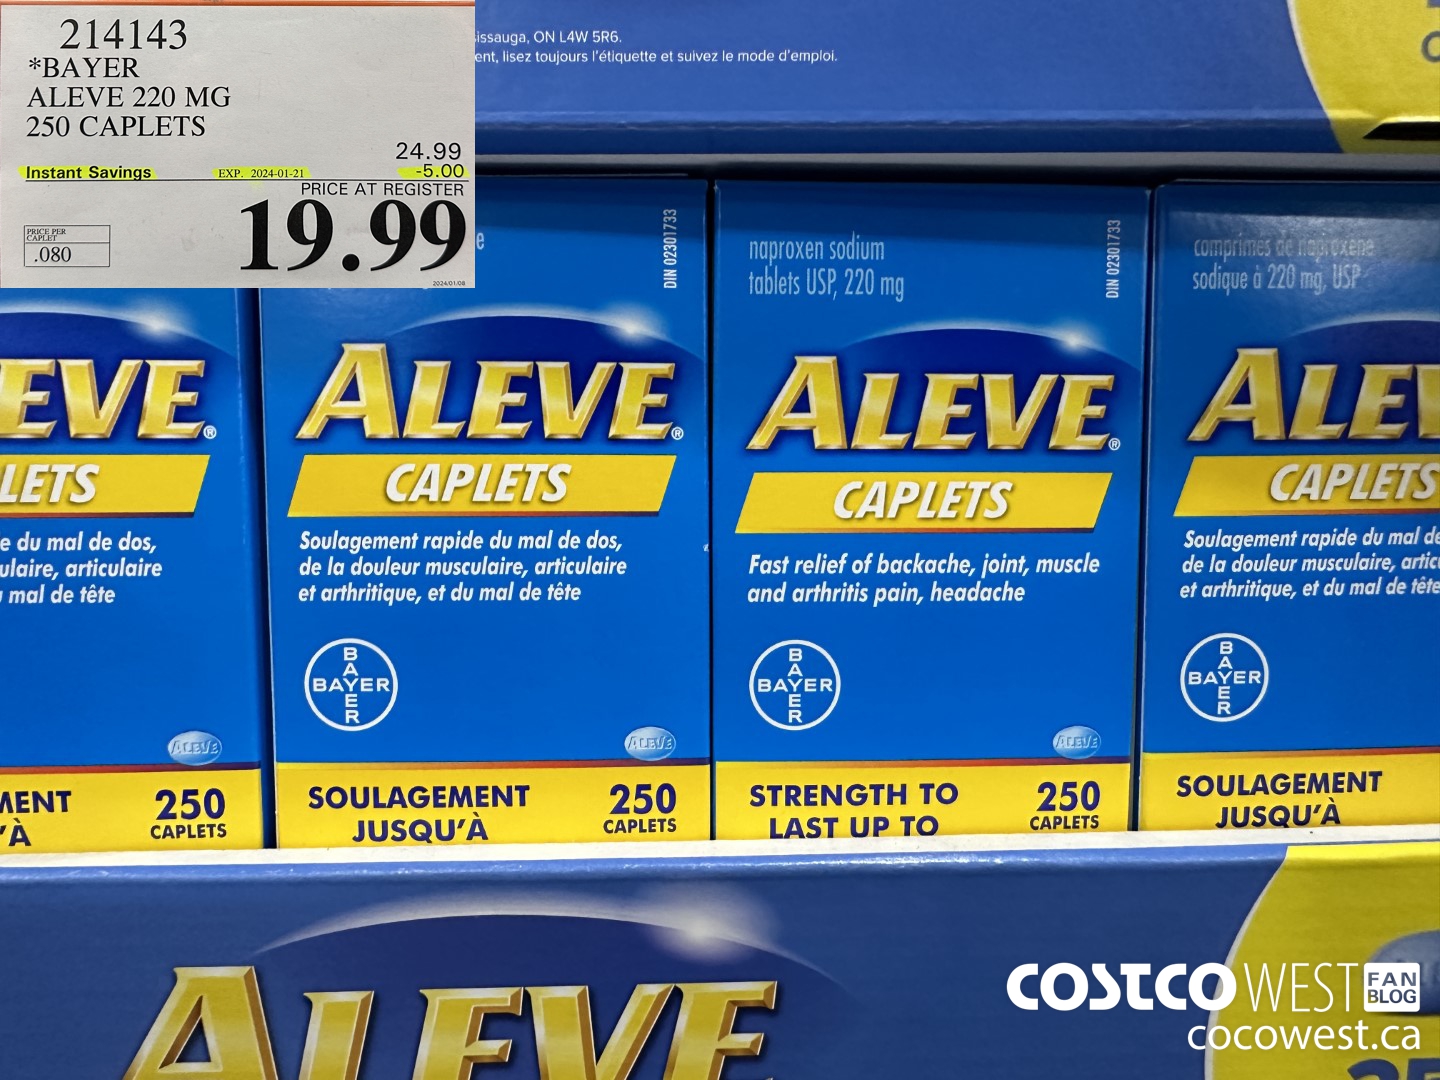 214143
*BAYER
ALEVE 220 MG
250 CAPLETS
24.99
Instant Savings EXP. 2024-01-21 -5.00
PRICE AT REGISTER
19.99
PRICE PER
CAPLET
.080
2024/01/08
issauga, ON L4W 5R6.
ent, lisez toujours l'étiquette et suivez le mode d'emploi.
EVE®
LETS
e du mal de dos,
ulaire, articulaire
u mal de tête
ALEVE
MENT
'À
250
CAPLETS
e
DIN 02301733
ALEVE®
CAPLETS
Soulagement rapide du mal de dos,
de la douleur musculaire, articulaire
et arthritique, et du mal de tête
BAYER
BAYER
ALEVE
SOULAGEMENT
JUSQU'À
250
CAPLETS
naproxen sodium
tablets USP, 220 mg
DIN 02301733
ALEVE®
CAPLETS
Fast relief of backache, joint, muscle
and arthritis pain, headache
BAYER
BAYER
ALEVE
STRENGTH TO
LAST UP TO
250
CAPLETS
comprimés de naproxène
sodique à 220 mg, USP
ALEV
CAPLETS
Soulagement rapide du mal de
de la douleur musculaire, artic
et arthritique, et du mal de tête
BAYER
BAYER
SOULAGEMENT
JUSQU'À
ALEVE
COSTCO WEST FAN
BLOG
cocowest.ca